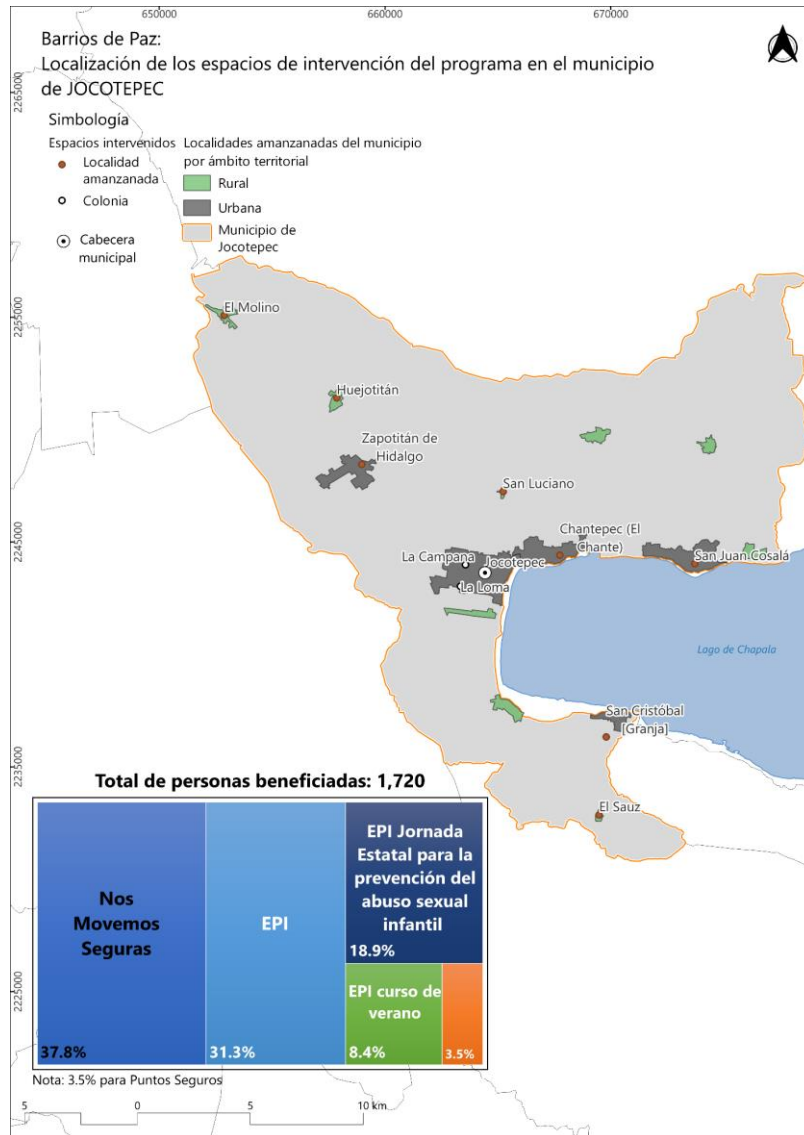 650000
660000
670000
Barrios de Paz:
Localización de los espacios de intervención del programa en el municipio
de JOCOTEPEC
2265000
Simbología
Espacios intervenidos
Localidad
amanzanada
Colonia
Cabecera
municipal
Localidades amanzanadas del municipio
por ámbito territorial
Rural
Urbana
Municipio de
Jocotepec
2255000
El Molino
Huejotitán
Zapotitán de
Hidalgo
San Luciano
2245000
Chantepec (El
Chante)
La Campana
Jocotepec
San Juan Cosalá
La Loma
Lago de Chapala
San Cristóbal
[Granja]
2235000
El Sauz
Total de personas beneficiadas: 1,720
Nos
Movemos
Seguras
37.8%
EPI
31.3%
EPI Jornada
Estatal para la
prevención del
abuso sexual
infantil
18.9%
EPI curso de
verano
8.4%
3.5%
2225000
Nota: 3.5% para Puntos Seguros
5 0 5 10 km